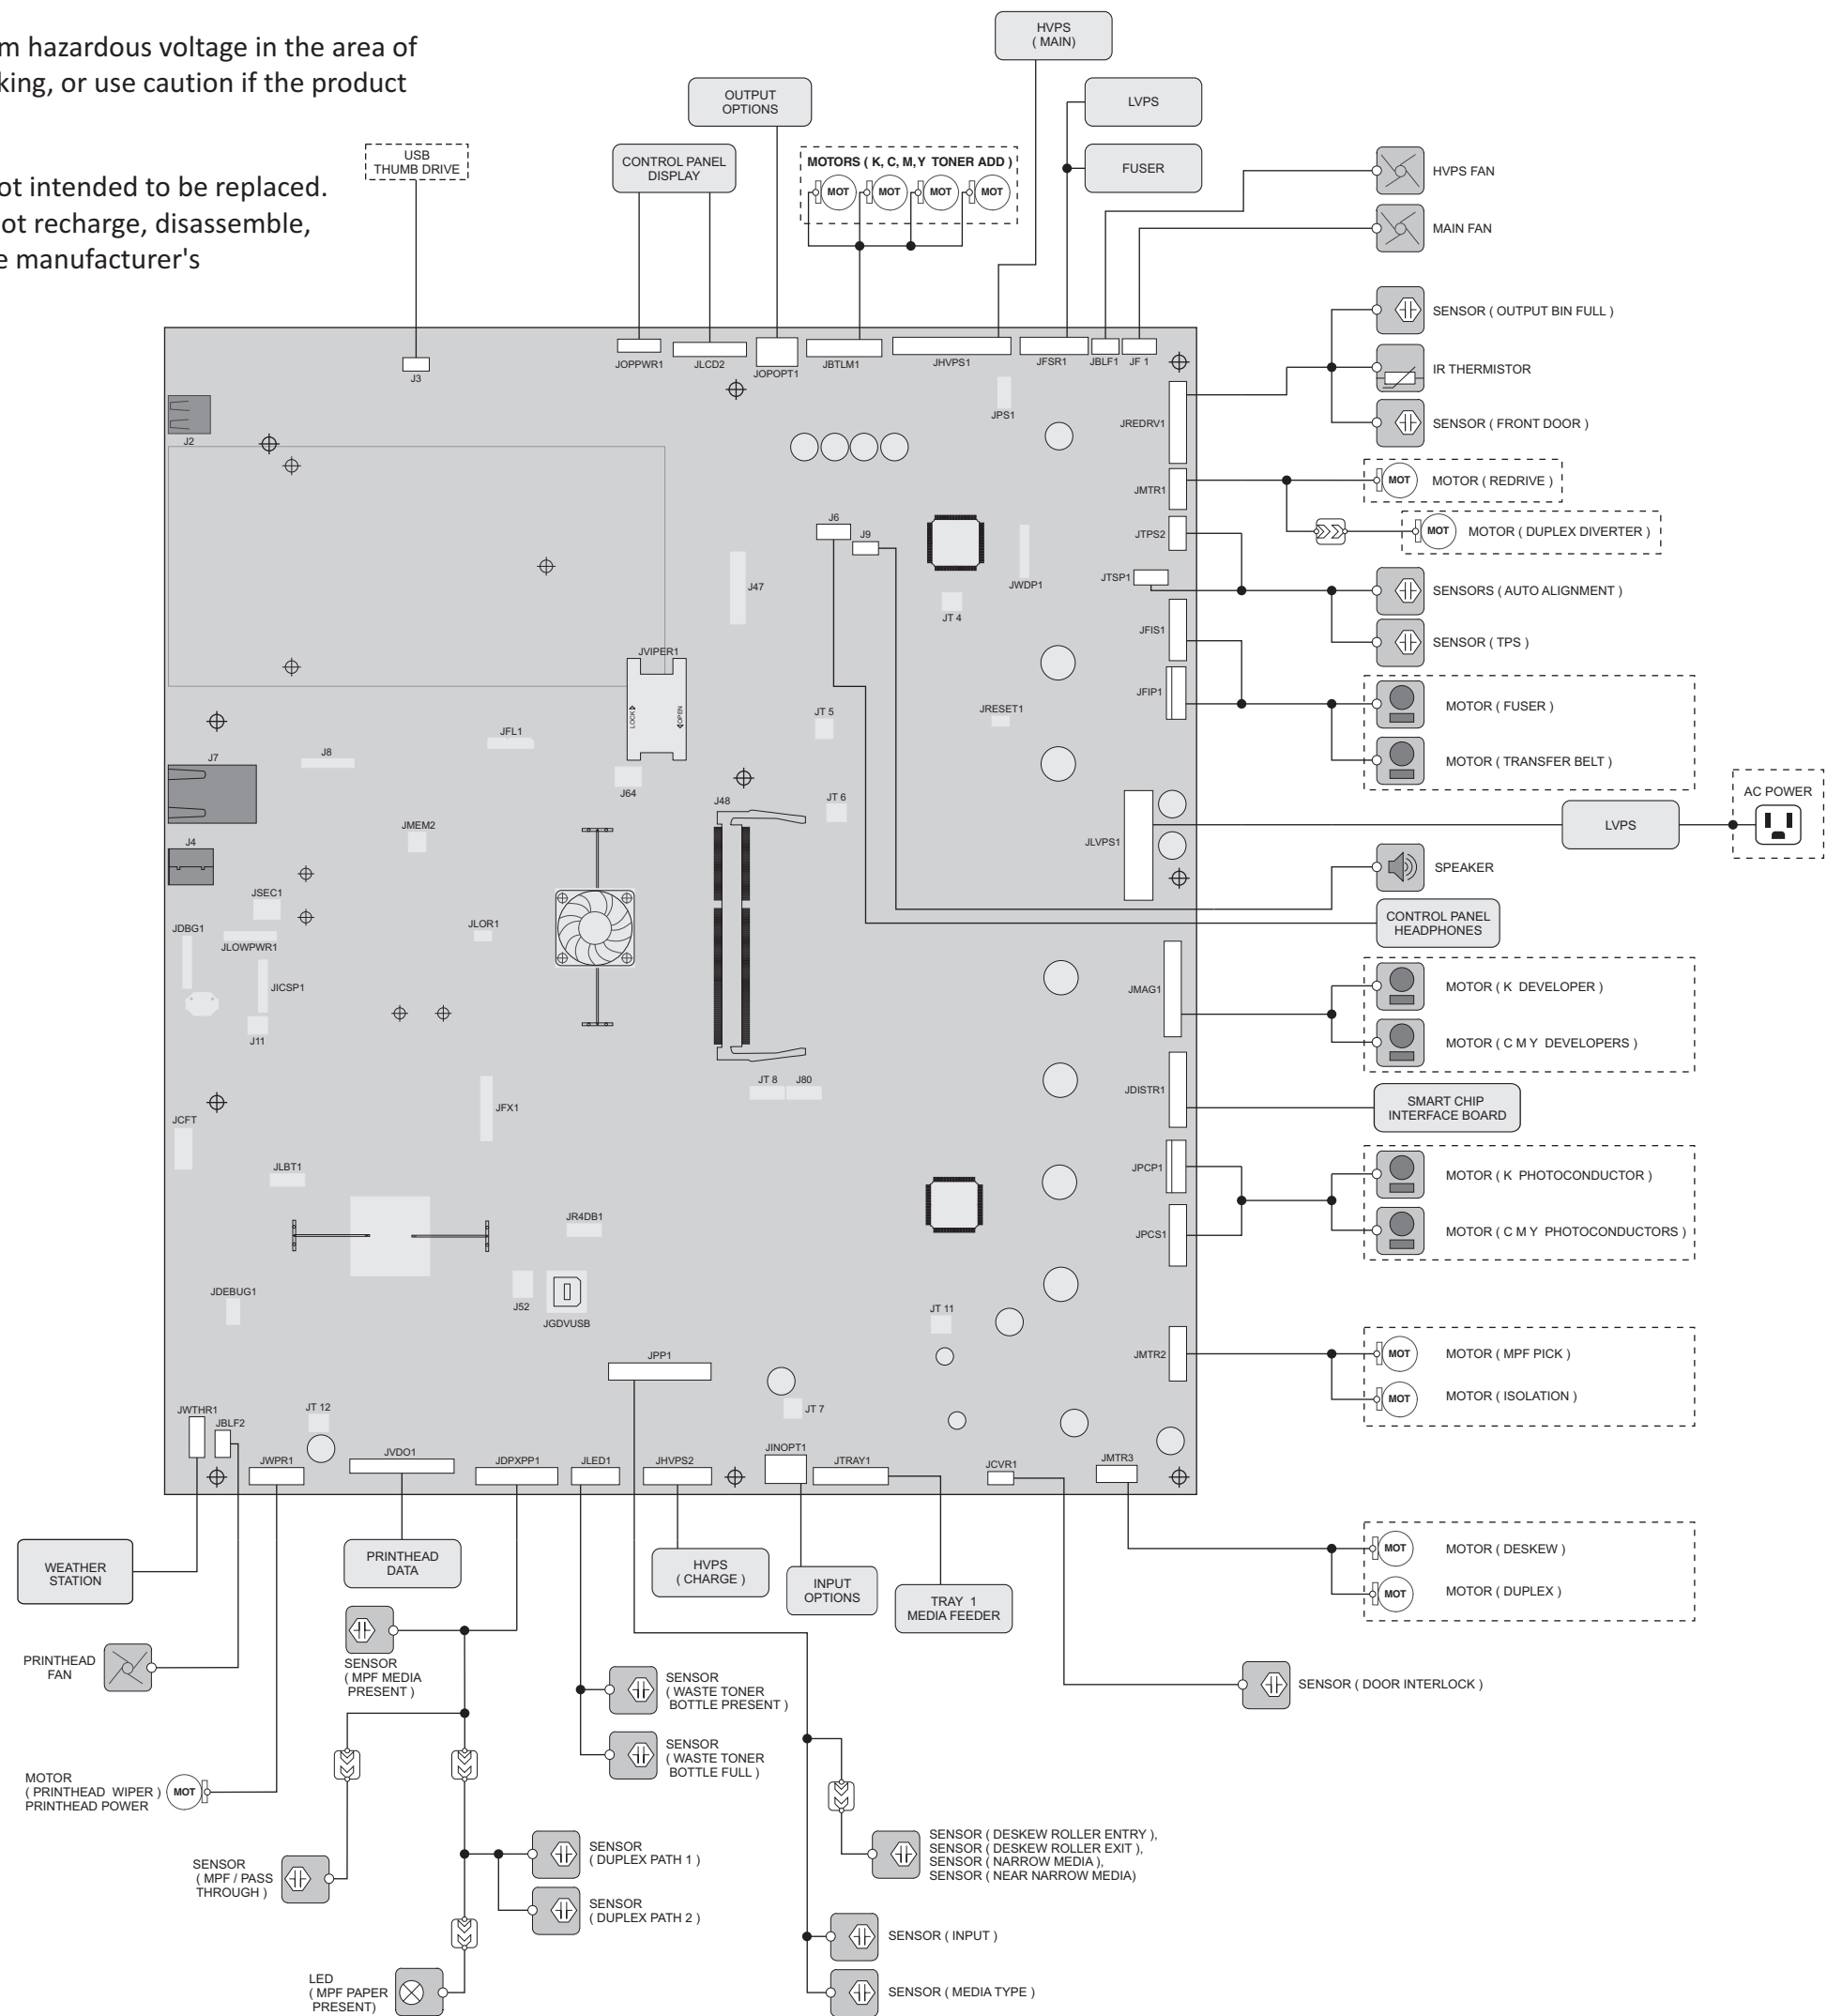 m hazardous voltage in the area of
king, or use caution if the product
ot intended to be replaced.
ot recharge, disassemble,
e manufacturer's
HVPS
( MAIN)
OUTPUT
OPTIONS
LVPS
USB
THUMB DRIVE
CONTROL PANEL
DISPLAY
MOTORS ( K, C, M, Y TONER ADD )
MOT
MOT
MOT
MOT
FUSER
HVPS FAN
MAIN FAN
SENSOR ( OUTPUT BIN FULL )
IR THERMISTOR
SENSOR ( FRONT DOOR )
MOT
MOTOR ( REDRIVE )
MOT
MOTOR ( DUPLEX DIVERTER )
SENSORS ( AUTO ALIGNMENT )
SENSOR ( TPS )
MOTOR ( FUSER )
MOTOR ( TRANSFER BELT )
AC POWER
LVPS
SPEAKER
CONTROL PANEL
HEADPHONES
MOTOR ( K DEVELOPER )
MOTOR ( C M Y DEVELOPERS )
SMART CHIP
INTERFACE BOARD
MOTOR ( K PHOTOCONDUCTOR )
MOTOR ( C M Y PHOTOCONDUCTORS )
MOT
MOTOR ( MPF PICK )
MOT
MOTOR ( ISOLATION )
MOT
MOTOR ( DESKEW )
MOT
MOTOR ( DUPLEX )
SENSOR ( DOOR INTERLOCK )
J3
JOPPWR1
JLCD2
JOPOPT1
JBTLM1
JHVPS1
JFSR1
JBLF1
JF 1
J2
JPS1
JREDRV1
JMTR1
J6
J9
JTPS2
J47
JWDP1
JTSP1
JT 4
JFIS1
JVIPER1
LOCK
OPEN
JFIP1
JT 5
JRESET1
JFL1
J7
J8
J64
J48
JT 6
JMEM2
J4
JLVPS1
JSEC1
JDBG1
JLOWPWR1
JLOR1
JICSP1
JMAG1
J11
JT 8
J80
JDISTR1
JFX1
JCFT
JLBT1
JPCP1
JR4DB1
JPCS1
JDEBUG1
J52
JGDVUSB
JT 11
JPP1
JMTR2
JWTHR1
JBLF2
JT 12
JT 7
JWPR1
JVDO1
JDPXPP1
JLED1
JHVPS2
JINOPT1
JTRAY1
JCVR1
JMTR3
WEATHER
STATION
PRINTHEAD
DATA
HVPS
( CHARGE )
INPUT
OPTIONS
TRAY 1
MEDIA FEEDER
PRINTHEAD
FAN
SENSOR
( MPF MEDIA
PRESENT )
SENSOR
( WASTE TONER
BOTTLE PRESENT )
SENSOR
( WASTE TONER
BOTTLE FULL )
MOTOR
( PRINTHEAD WIPER )
PRINTHEAD POWER
MOT
SENSOR
( MPF / PASS
THROUGH )
SENSOR
( DUPLEX PATH 1 )
SENSOR
( DUPLEX PATH 2 )
SENSOR ( DESKEW ROLLER ENTRY ),
SENSOR ( DESKEW ROLLER EXIT ),
SENSOR ( NARROW MEDIA ),
SENSOR ( NEAR NARROW MEDIA)
SENSOR ( INPUT )
LED
( MPF PAPER
PRESENT)
SENSOR ( MEDIA TYPE )